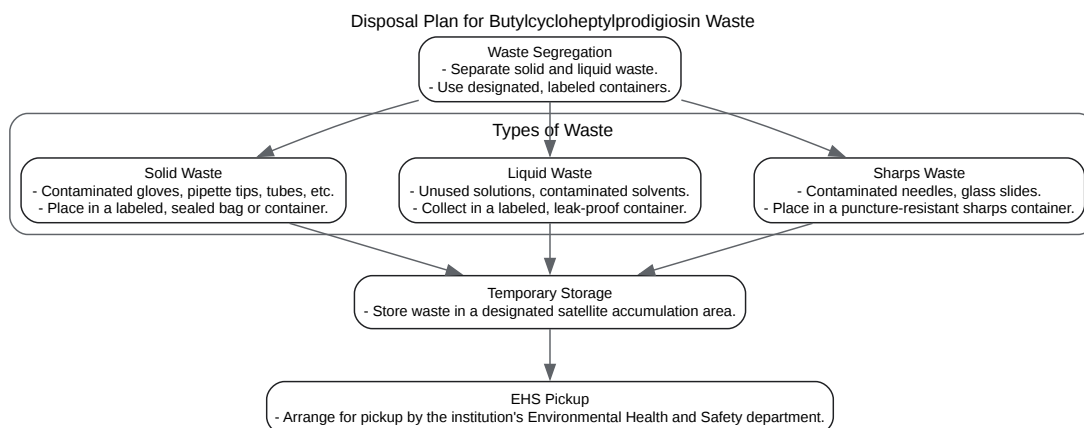 Disposal Plan for Butylcycloheptylprodigiosin Waste
Waste Segregation
- Separate solid and liquid waste.
- Use designated, labeled containers.
Types of Waste
Solid Waste
- Contaminated gloves, pipette tips, tubes, etc.
- Place in a labeled, sealed bag or container.
Liquid Waste
- Unused solutions, contaminated solvents.
- Collect in a labeled, leak-proof container.
Sharps Waste
- Contaminated needles, glass slides.
- Place in a puncture-resistant sharps container.
Temporary Storage
- Store waste in a designated satellite accumulation area.
EHS Pickup
- Arrange for pickup by the institution's Environmental Health and Safety department.